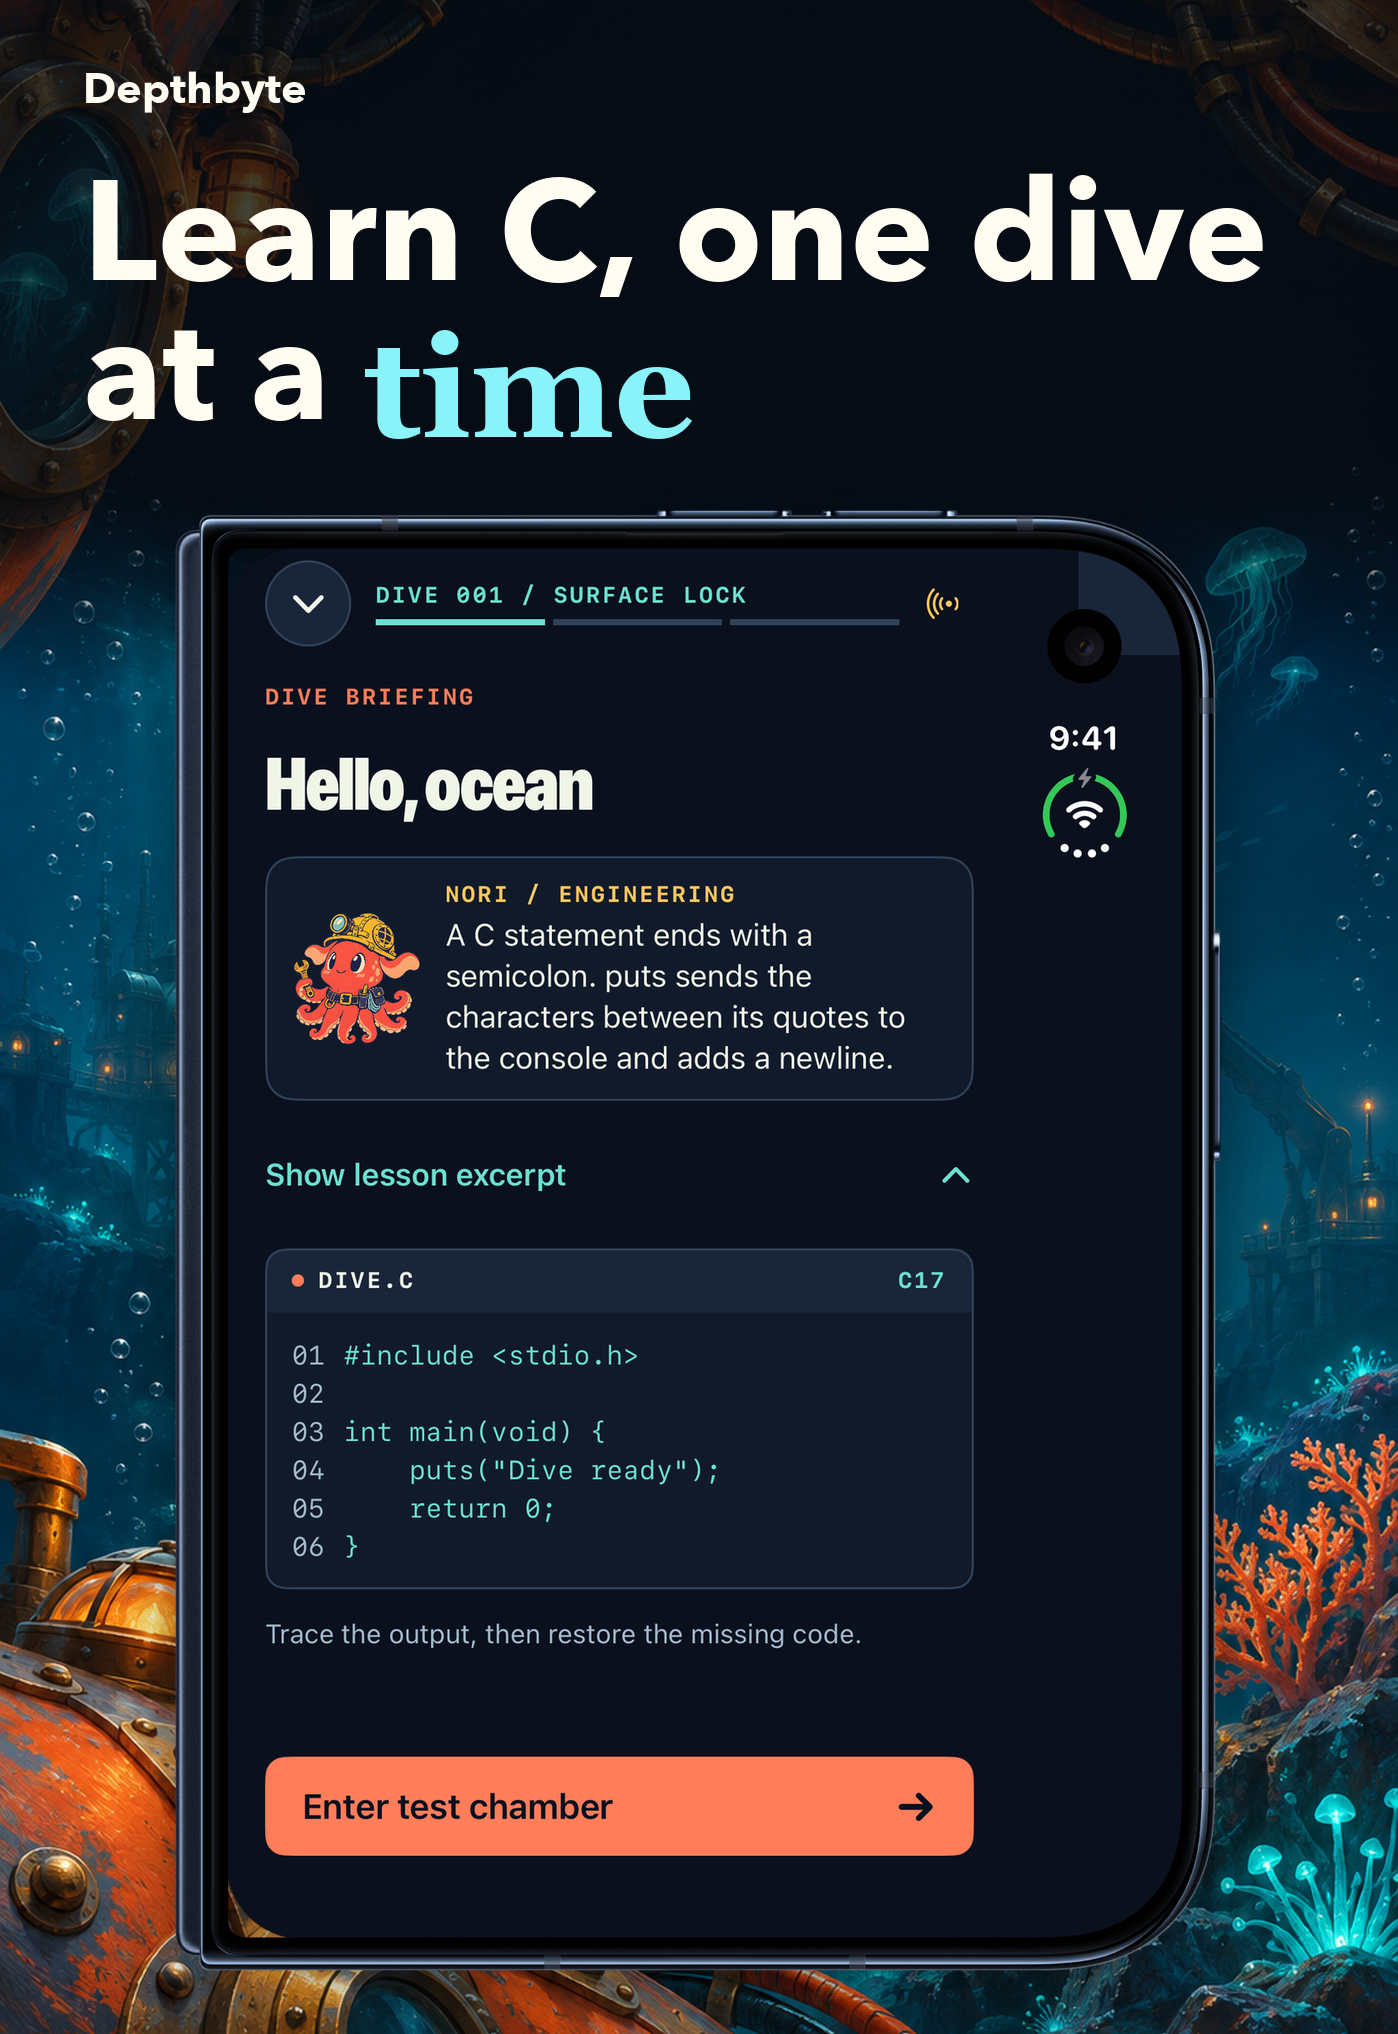 Depthbyte
Learn C, one dive
at a time
DIVE 001 / SURFACE LOCK
DIVE BRIEFING
9:41
Hello, ocean
NORI / ENGINEERING
A C statement ends with a
semicolon. puts sends the
characters between its quotes to
the console and adds a newline.
Show lesson excerpt
DIVE.C C17
01 #include <stdio.h>
02
03 int main(void) {
04     puts("Dive ready");
05     return 0;
06 }
Trace the output, then restore the missing code.
Enter test chamber